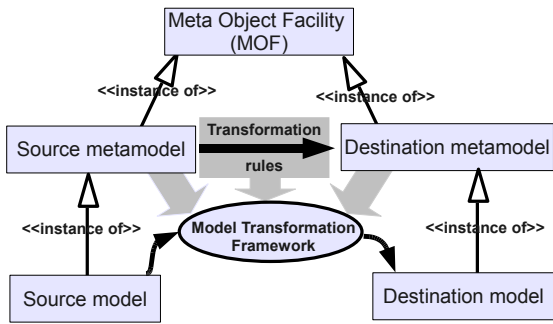 Meta Object Facility
(MOF)
<<instance of>>
<<instance of>>
Transformation
rules
Source metamodel
Destination metamodel
<<instance of>>
<<instance of>>
Model Transformation
Framework
Source model
Destination model